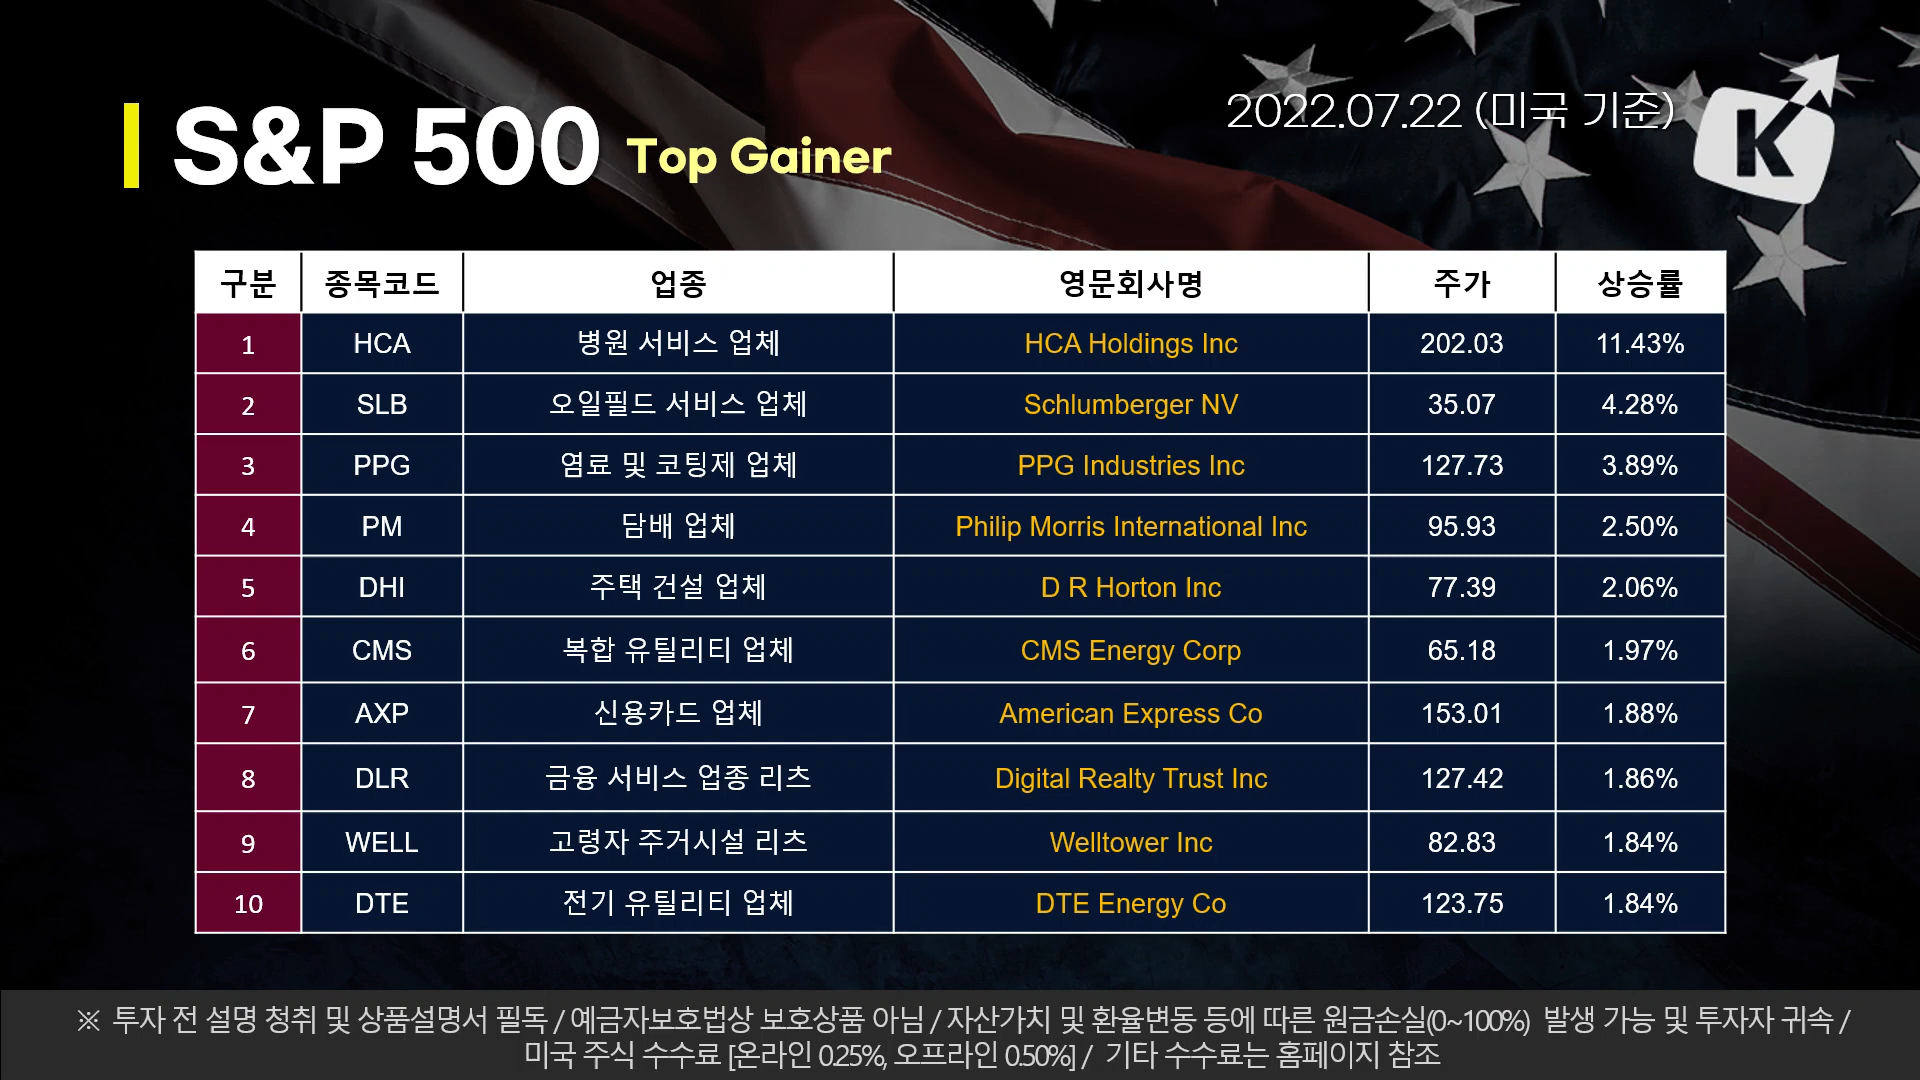 S&P 500 Top Gainer
2022.07.22 (미국 기준)
K
구분 종목코드 업종 영문회사명 주가 상승률
1 HCA 병원 서비스 업체 HCA Holdings Inc 202.03 11.43%
2 SLB 오일필드 서비스 업체 Schlumberger NV 35.07 4.28%
3 PPG 염료 및 코팅제 업체 PPG Industries Inc 127.73 3.89%
4 PM 담배 업체 Philip Morris International Inc 95.93 2.50%
5 DHI 주택 건설 업체 D R Horton Inc 77.39 2.06%
6 CMS 복합 유틸리티 업체 CMS Energy Corp 65.18 1.97%
7 AXP 신용카드 업체 American Express Co 153.01 1.88%
8 DLR 금융 서비스 업종 리츠 Digital Realty Trust Inc 127.42 1.86%
9 WELL 고령자 주거시설 리츠 Welltower Inc 82.83 1.84%
10 DTE 전기 유틸리티 업체 DTE Energy Co 123.75 1.84%
※ 투자 전 설명 청취 및 상품설명서 필독 / 예금자보호법상 보호상품 아님 / 자산가치 및 환율변동 등에 따른 원금손실(0~100%) 발생 가능 및 투자자 귀속 /
미국 주식 수수료 [온라인 0.25%, 오프라인 0.50%] / 기타 수수료는 홈페이지 참조